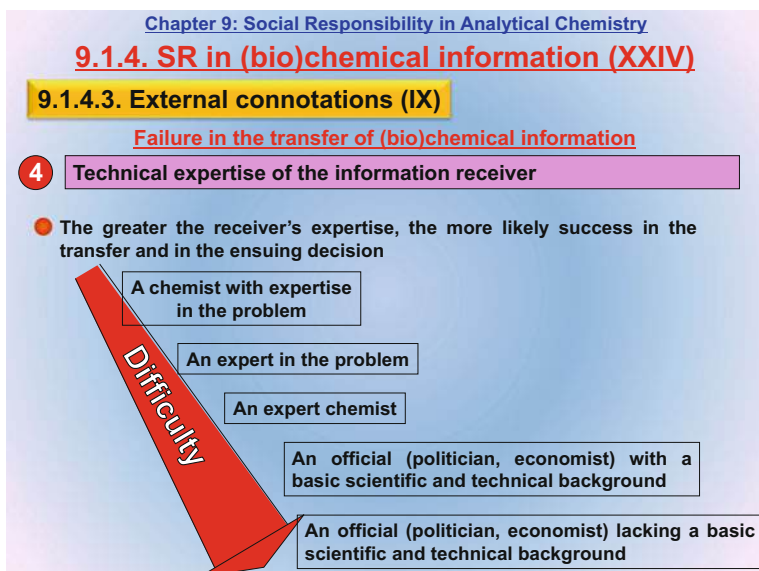 Chapter 9: Social Responsibility in Analytical Chemistry
9.1.4. SR in (bio)chemical information (XXIV)
9.1.4.3. External connotations (IX)
Failure in the transfer of (bio)chemical information
4 Technical expertise of the information receiver
The greater the receiver's expertise, the more likely success in the
transfer and in the ensuing decision
A chemist with expertise
in the problem
An expert in the problem
Difficulty
An expert chemist
An official (politician, economist) with a
basic scientific and technical background
An official (politician, economist) lacking a basic
scientific and technical background